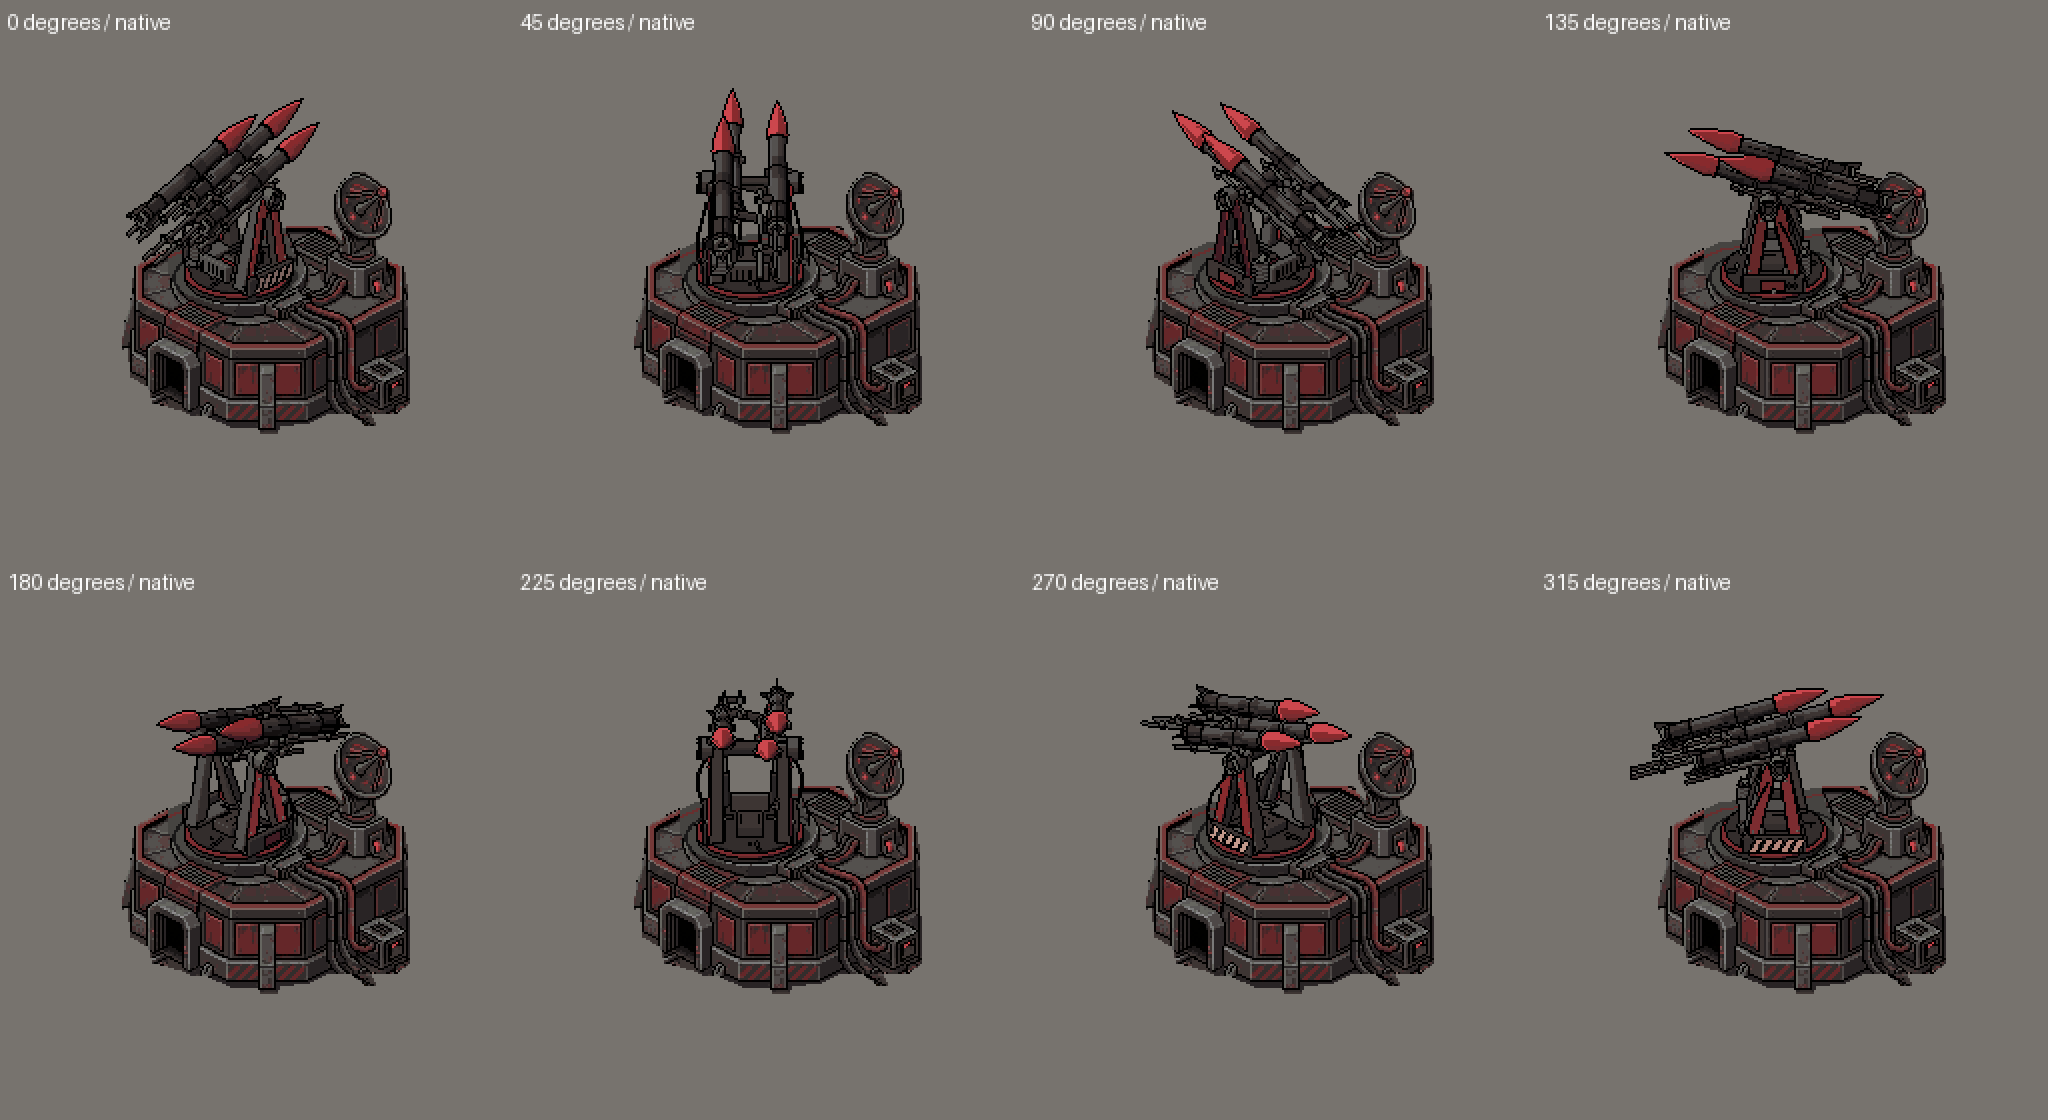 0 degrees / native
45 degrees / native
90 degrees / native
135 degrees / native
180 degrees / native
225 degrees / native
270 degrees / native
315 degrees / native